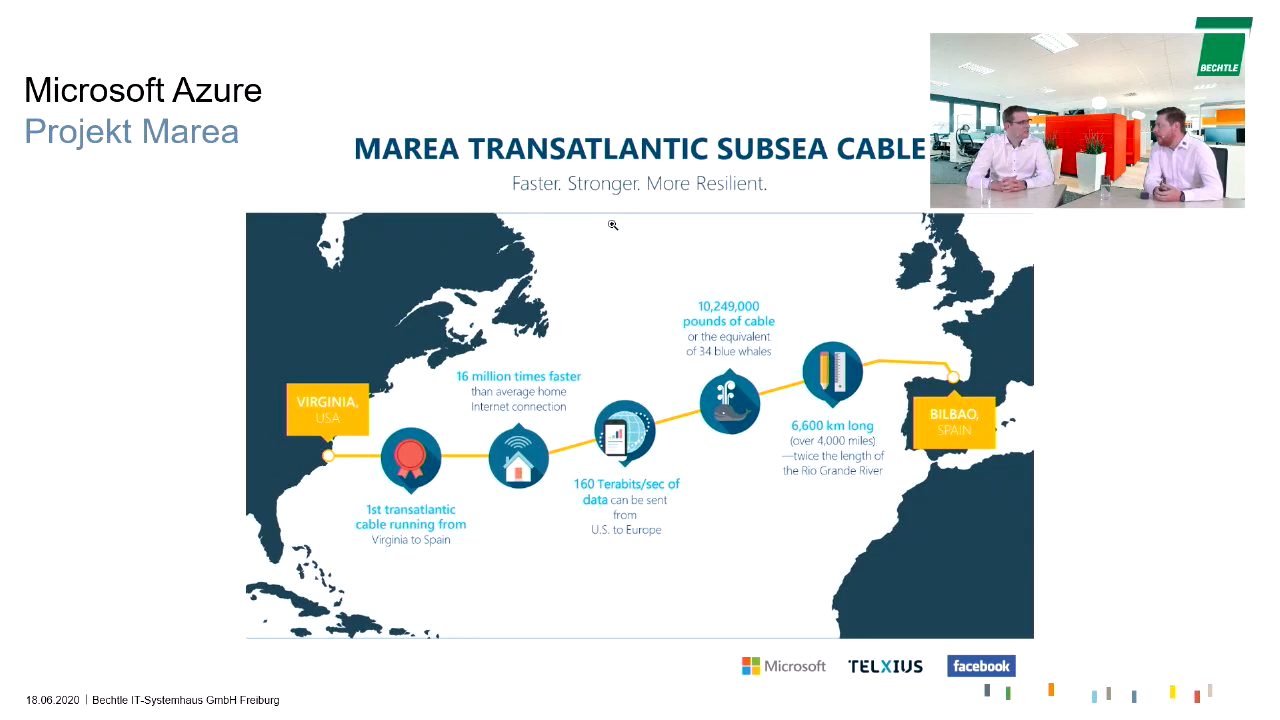 BECHTLE
Microsoft Azure
Projekt Marea
MAREA TRANSATLANTIC SUBSEA CABLE
Faster. Stronger. More Resilient.
10,249,000
pounds of cable
or the equivalent
of 34 blue whales
16 million times faster
than average home
Internet connection
VIRGINIA,
USA
BILBAO,
SPAIN
6,600 km long
(over 4,000 miles)
—twice the length of
the Rio Grande River
160 Terabits/sec of
data can be sent
from
U.S. to Europe
1st transatlantic
cable running from
Virginia to Spain
Microsoft
TELXIUS
facebook
18.06.2020 | Bechtle IT-Systemhaus GmbH Freiburg